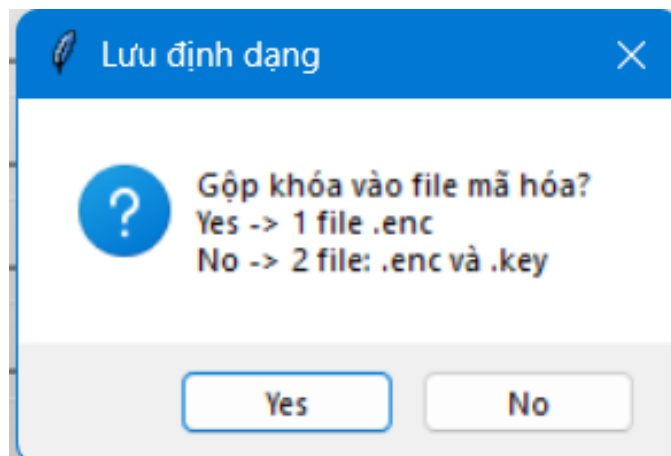 Lưu định dạng
Gộp khóa vào file mã hóa?
Yes -> 1 file .enc
No -> 2 file: .enc và .key
Yes
No